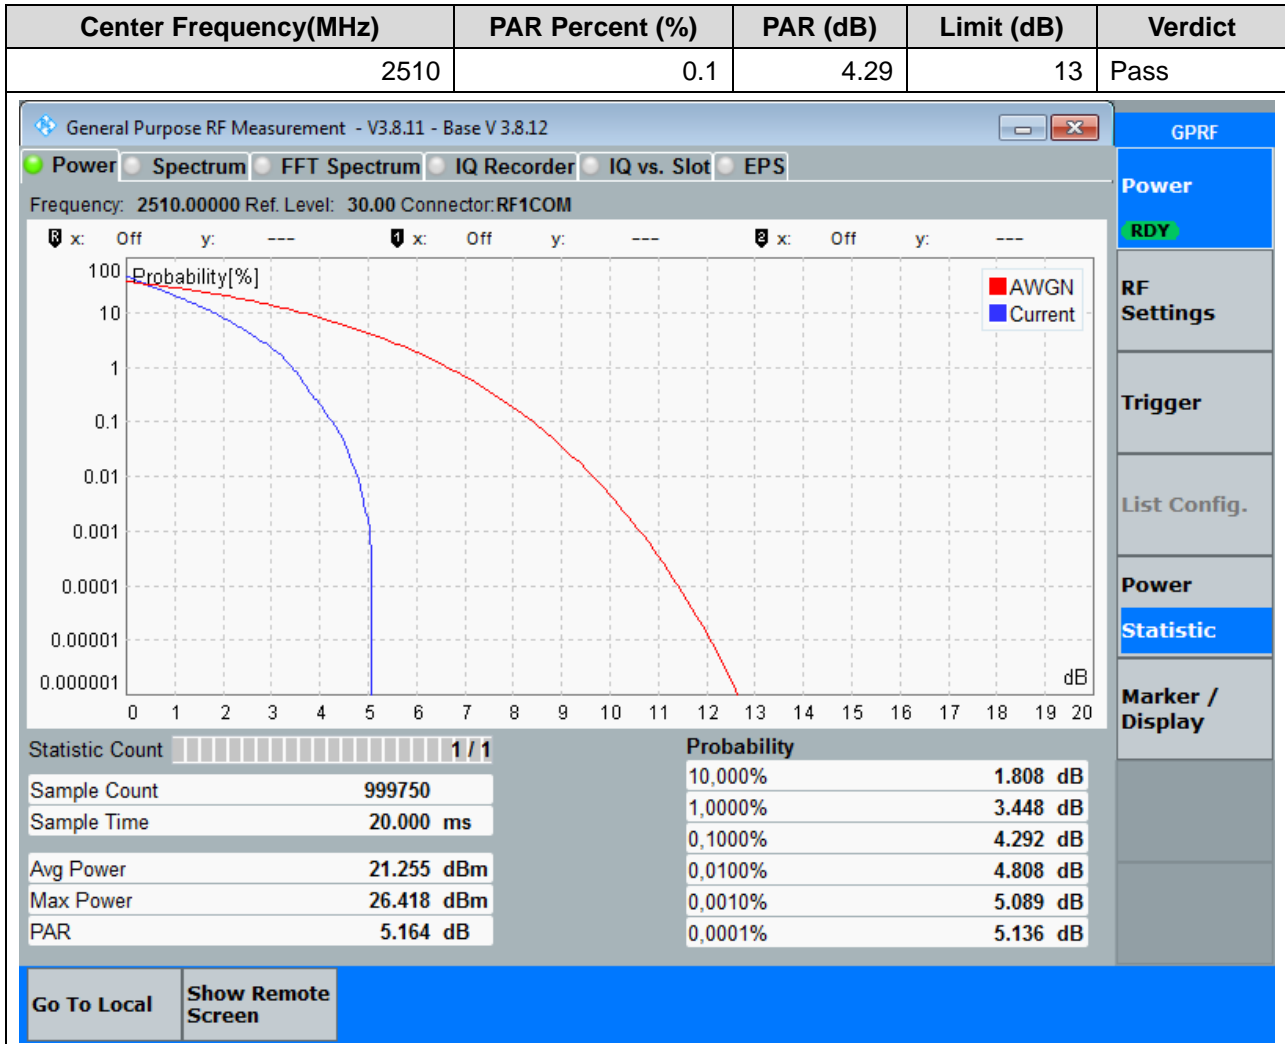 Center Frequency(MHz) PAR Percent (%) PAR (dB) Limit (dB) Verdict
2510 0.1 4.29 13 Pass
General Purpose RF Measurement - V3.8.11 - Base V 3.8.12
GPRF
Power Spectrum FFT Spectrum IQ Recorder IQ vs. Slot EPS
Frequency: 2510.00000 Ref. Level: 30.00 Connector:RF1COM
R x: Off y: --- 1 x: Off y: --- 2 x: Off y: ---
Probability[%]
AWGN
Current
100
10
1
0.1
0.01
0.001
0.0001
0.00001
0.000001
dB
0 1 2 3 4 5 6 7 8 9 10 11 12 13 14 15 16 17 18 19 20
Statistic Count 1 / 1
Sample Count 999750
Sample Time 20.000 ms
Avg Power 21.255 dBm
Max Power 26.418 dBm
PAR 5.164 dB
Probability
10,000% 1.808 dB
1,0000% 3.448 dB
0,1000% 4.292 dB
0,0100% 4.808 dB
0,0010% 5.089 dB
0,0001% 5.136 dB
Power
RDY
RF
Settings
Trigger
List Config.
Power
Statistic
Marker /
Display
Go To Local
Show Remote
Screen